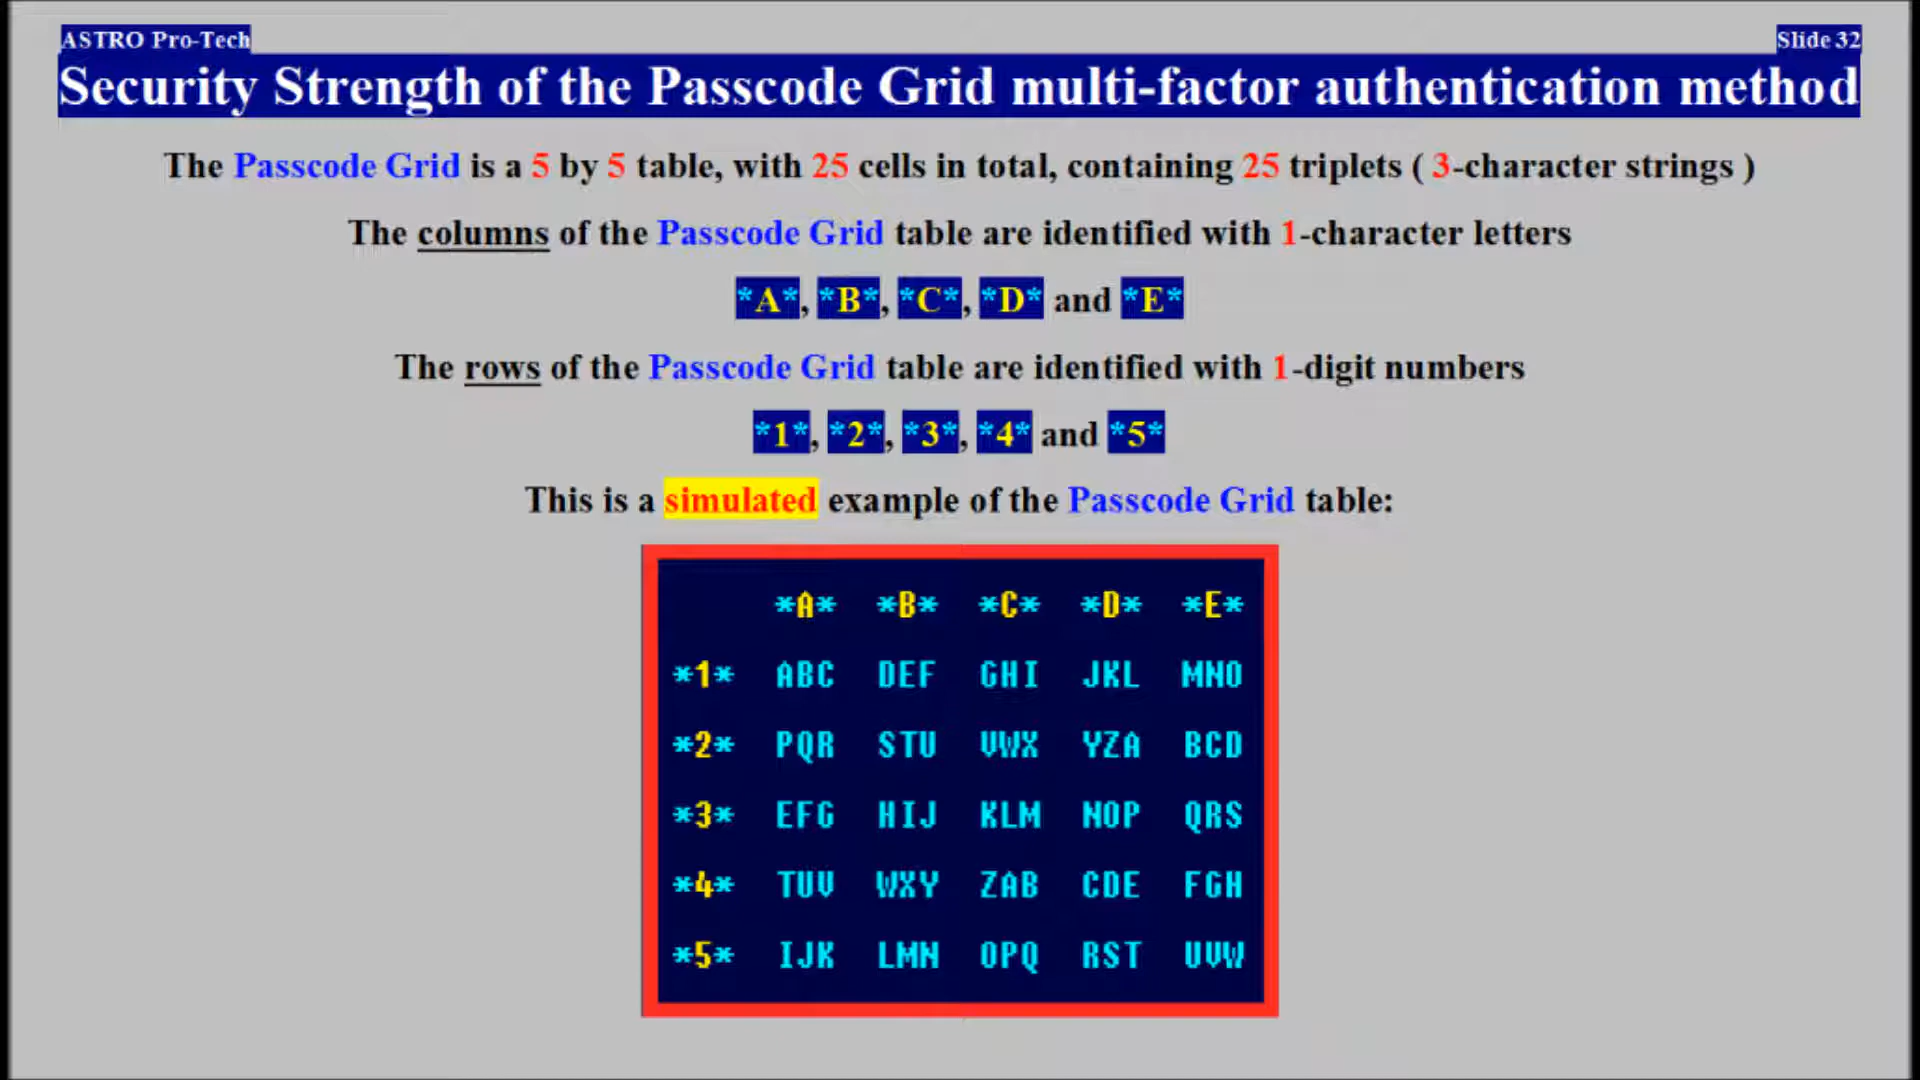 ASTRO Pro-Tech Slide 32
Security Strength of the Passcode Grid multi-factor authentication method
The Passcode Grid is a 5 by 5 table, with 25 cells in total, containing 25 triplets ( 3-character strings )
The columns of the Passcode Grid table are identified with 1-character letters
*A*, *B*, *C*, *D* and *E*
The rows of the Passcode Grid table are identified with 1-digit numbers
*1*, *2*, *3*, *4* and *5*
This is a simulated example of the Passcode Grid table:
*A* *B* *C* *D* *E*
*1* ABC DEF GHI JKL MNO
*2* PQR STU VWX YZA BCD
*3* EFG HIJ KLM NOP QRS
*4* TUV WXY ZAB CDE FGH
*5* IJK LMN OPQ RST UVW